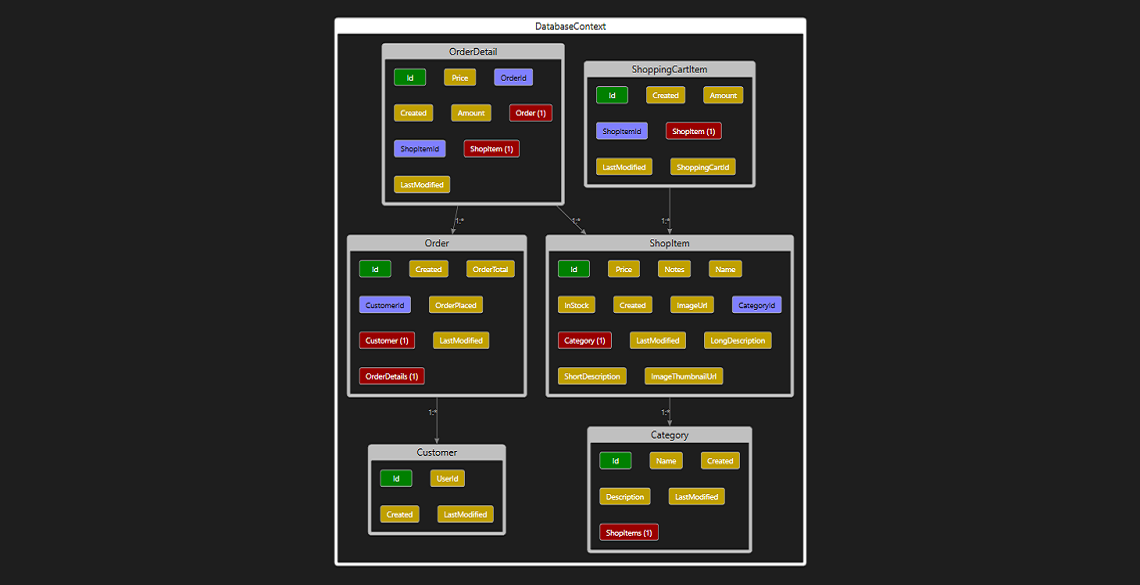 DatabaseContext
OrderDetail
Id Price OrderId
Created Amount Order (1)
ShopItemId ShopItem (1)
LastModified
ShoppingCartItem
Id Created Amount
ShopItemId ShopItem (1)
LastModified ShoppingCartId
1:*
1:*
1:*
Order
Id Created OrderTotal
CustomerId OrderPlaced
Customer (1) LastModified
OrderDetails (1)
ShopItem
Id Price Notes Name
InStock Created ImageUrl CategoryId
Category (1) LastModified LongDescription
ShortDescription ImageThumbnailUrl
1:*
1:*
Customer
Id UserId
Created LastModified
Category
Id Name Created
Description LastModified
ShopItems (1)